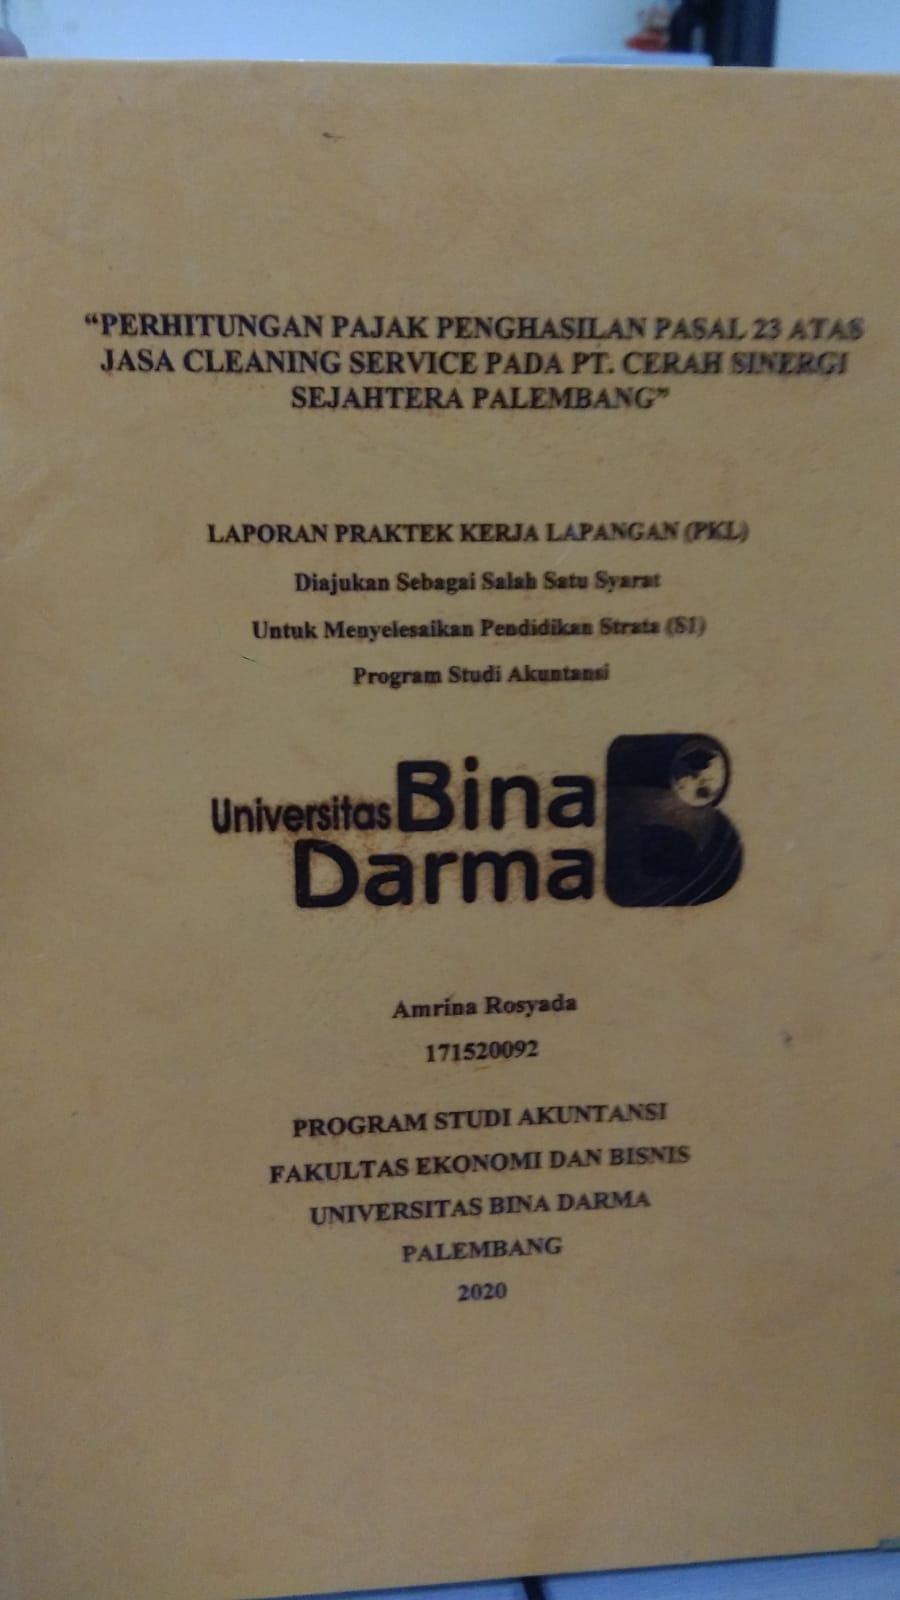 “PERHITUNGAN PAJAK PENGHASILAN PASAL 23 ATAS
JASA CLEANING SERVICE PADA PT. CERAH SINERGI
SEJAHTERA PALEMBANG”
LAPORAN PRAKTEK KERJA LAPANGAN (PKL)
Diajukan Sebagai Salah Satu Syarat
Untuk Menyelesaikan Pendidikan Strata (S1)
Program Studi Akuntansi
Universitas Bina
Darma
Amrina Rosyada
171520092
PROGRAM STUDI AKUNTANSI
FAKULTAS EKONOMI DAN BISNIS
UNIVERSITAS BINA DARMA
PALEMBANG
2020